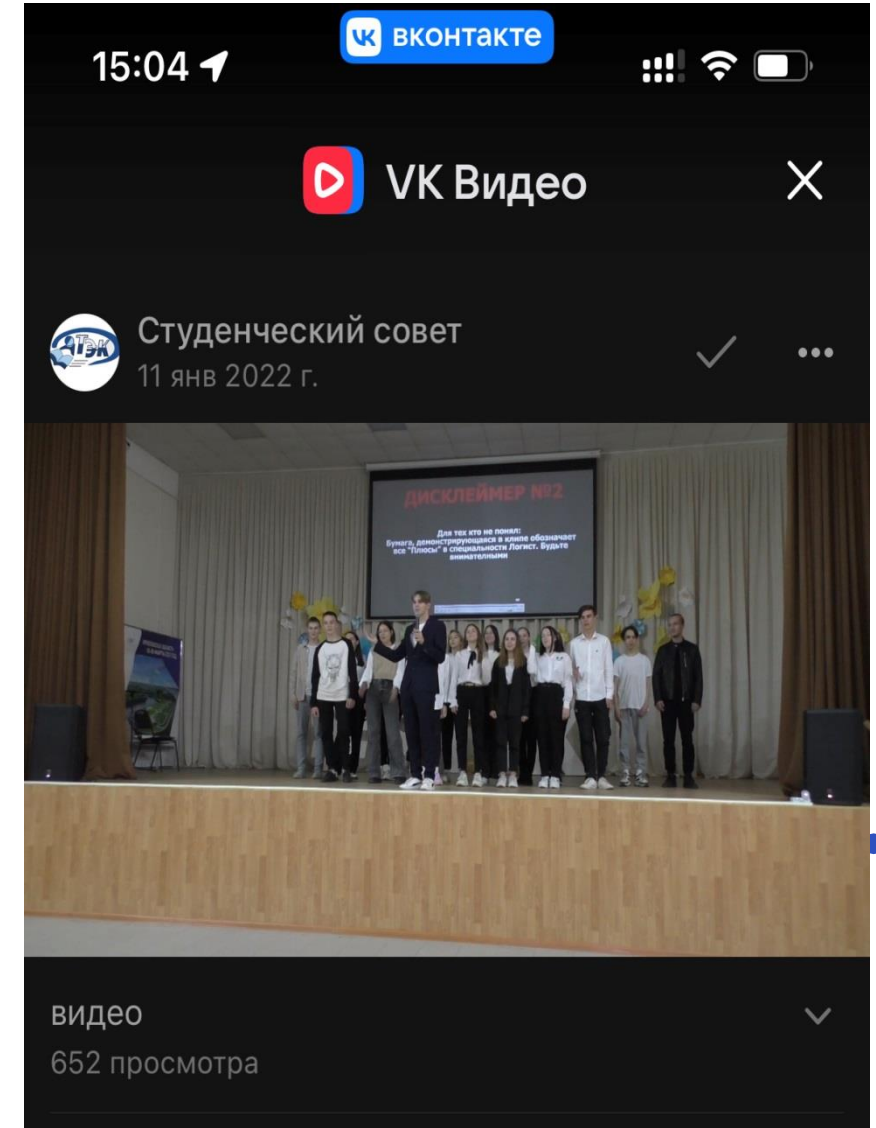 вконтакте
15:04
VK Видео
ТЭК
Студенческий совет
11 янв 2022 г.
ДИСКЛЕЙМЕР №2
Для тех кто не понял:
Бумага, демонстрирующаяся в клипе обозначает
все "Плюсы" в специальности Логист. Будьте
внимательными
видео
652 просмотра